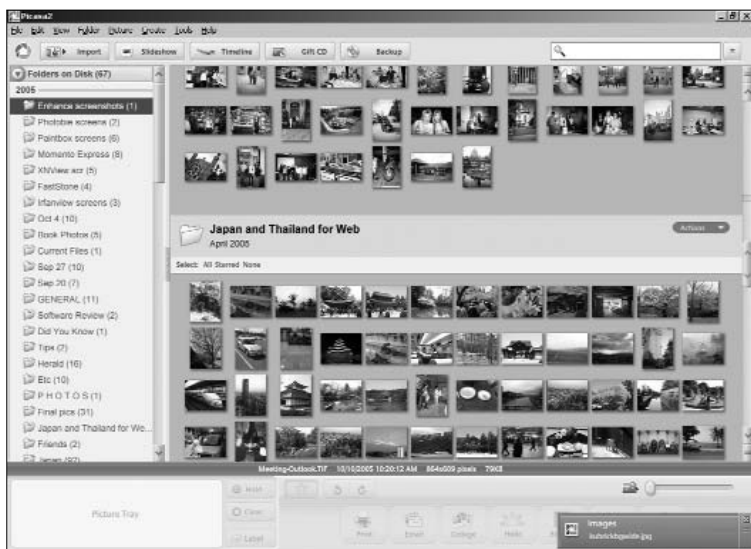 Picasa2
File Edit View Folder Picture Create Tools Help
Import Slideshow Timeline Gift CD Backup
Folders on Disk (67)
2005
Enhance screenshots (1)
Photobie screens (2)
Paintbox screens (6)
Momento Express (8)
XNView scr (5)
FastStone (4)
Irfanview screens (3)
Oct 4 (10)
Book Photos (5)
Current Files (1)
Sep 27 (10)
Sep 20 (7)
GENERAL (11)
Software Review (2)
Did You Know (1)
Tips (2)
Herald (16)
Etc (10)
P H O T O S (1)
Final pics (31)
Japan and Thailand for We...
Friends (2)
Japan (92)
Japan and Thailand for Web
April 2005
Actions
Select: All Starred None
Meeting-Outlook.TIF 10/16/2005 10:20:12 AM 864x609 pixels 79KB
Picture Tray
Hold
Clear
Label
Print Email Collage Hello
Images
kubrickbgwide.jpg